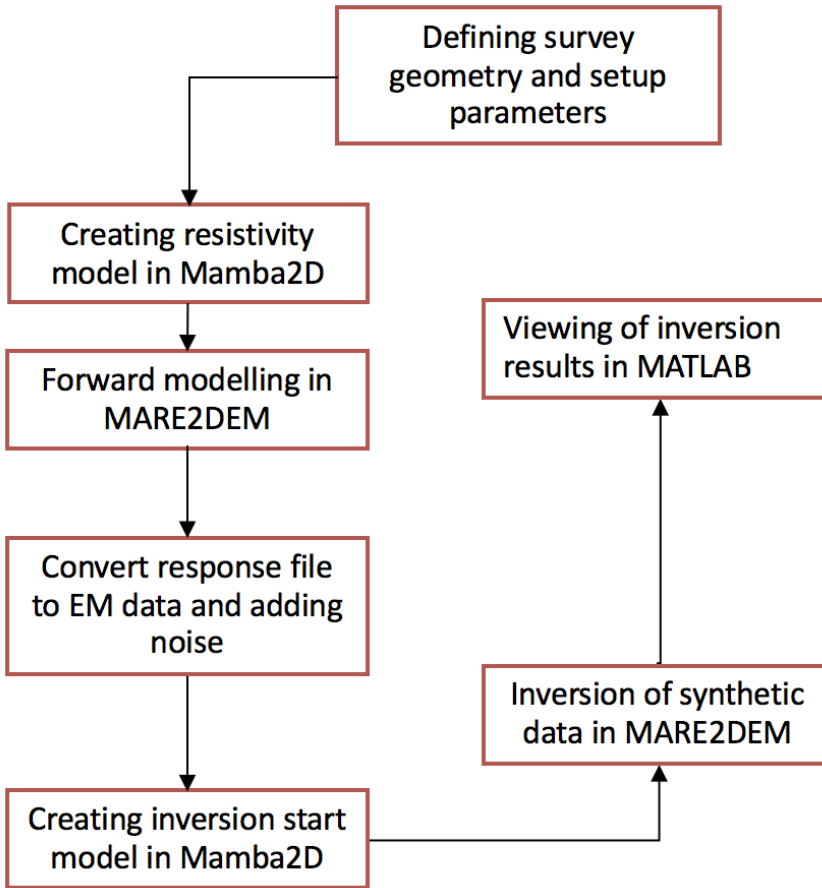 Defining survey
geometry and setup
parameters
Creating resistivity
model in Mamba2D
Forward modelling in
MARE2DEM
Convert response file
to EM data and adding
noise
Creating inversion start
model in Mamba2D
Inversion of synthetic
data in MARE2DEM
Viewing of inversion
results in MATLAB